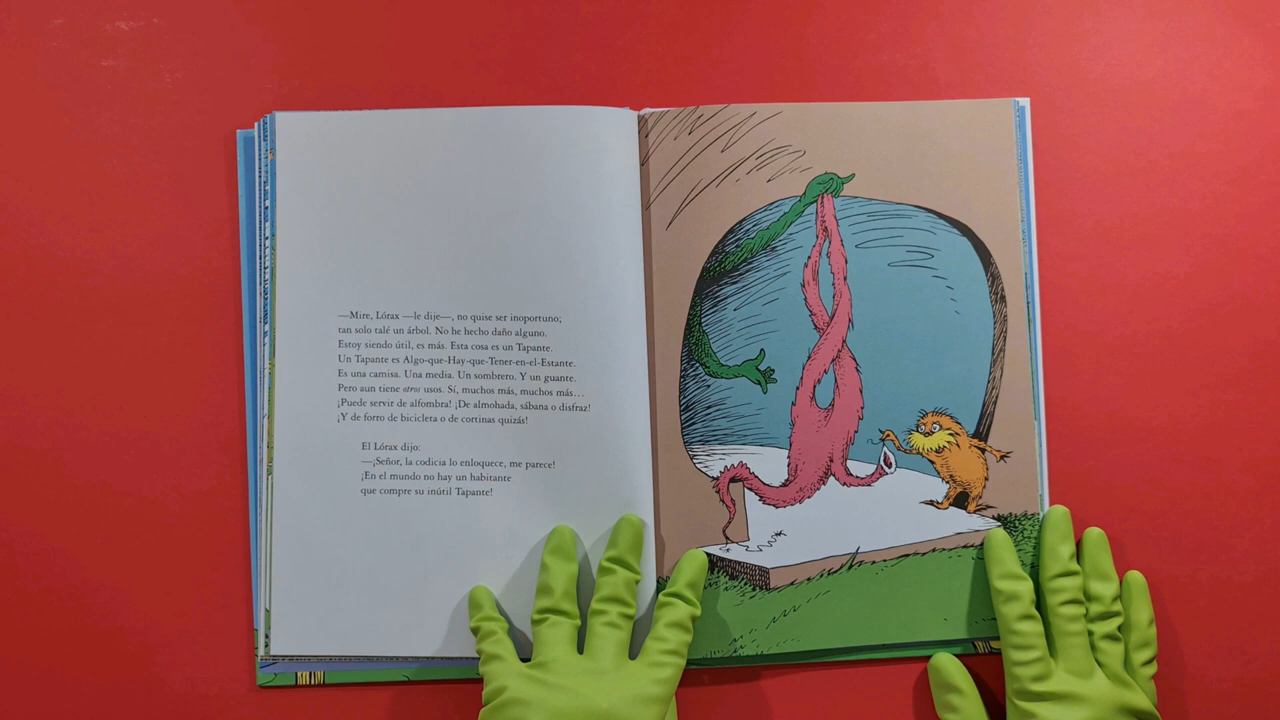 —Mire, Lórax —le dije—, no quise ser inoportuno;
tan solo talé un árbol. No he hecho daño alguno.
Estoy siendo útil, es más. Esta cosa es un Tapante.
Un Tapante es Algo-que-Hay-que-Tener-en-el-Estante.
Es una camisa. Una media. Un sombrero. Y un guante.
Pero aun tiene otros usos. Sí, muchos más, muchos más…
¡Puede servir de alfombra! ¡De almohada, sábana o disfraz!
¡Y de forro de bicicleta o de cortinas quizás!
El Lórax dijo:
—¡Señor, la codicia lo enloquece, me parece!
¡En el mundo no hay un habitante
que compre su inútil Tapante!